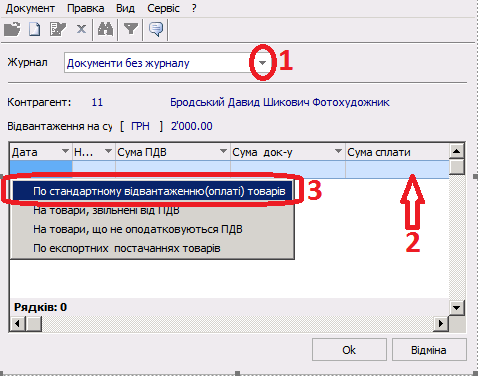 Документ Правка Вид Сервіс ?
Журнал Документи без журналу 1
Контрагент: 11 Бродський Давид Шикович Фотохудожник
Відвантаження на су [ ГРН ] 2'000.00
Дата Н... Сума ПДВ Сума док-у Сума сплати
По стандартному відвантаженню(оплаті) товарів 3
На товари, звільнені від ПДВ
На товари, що не оподатковуються ПДВ
2
По експортних постачаннях товарів
Рядків: 0
Ok Відміна